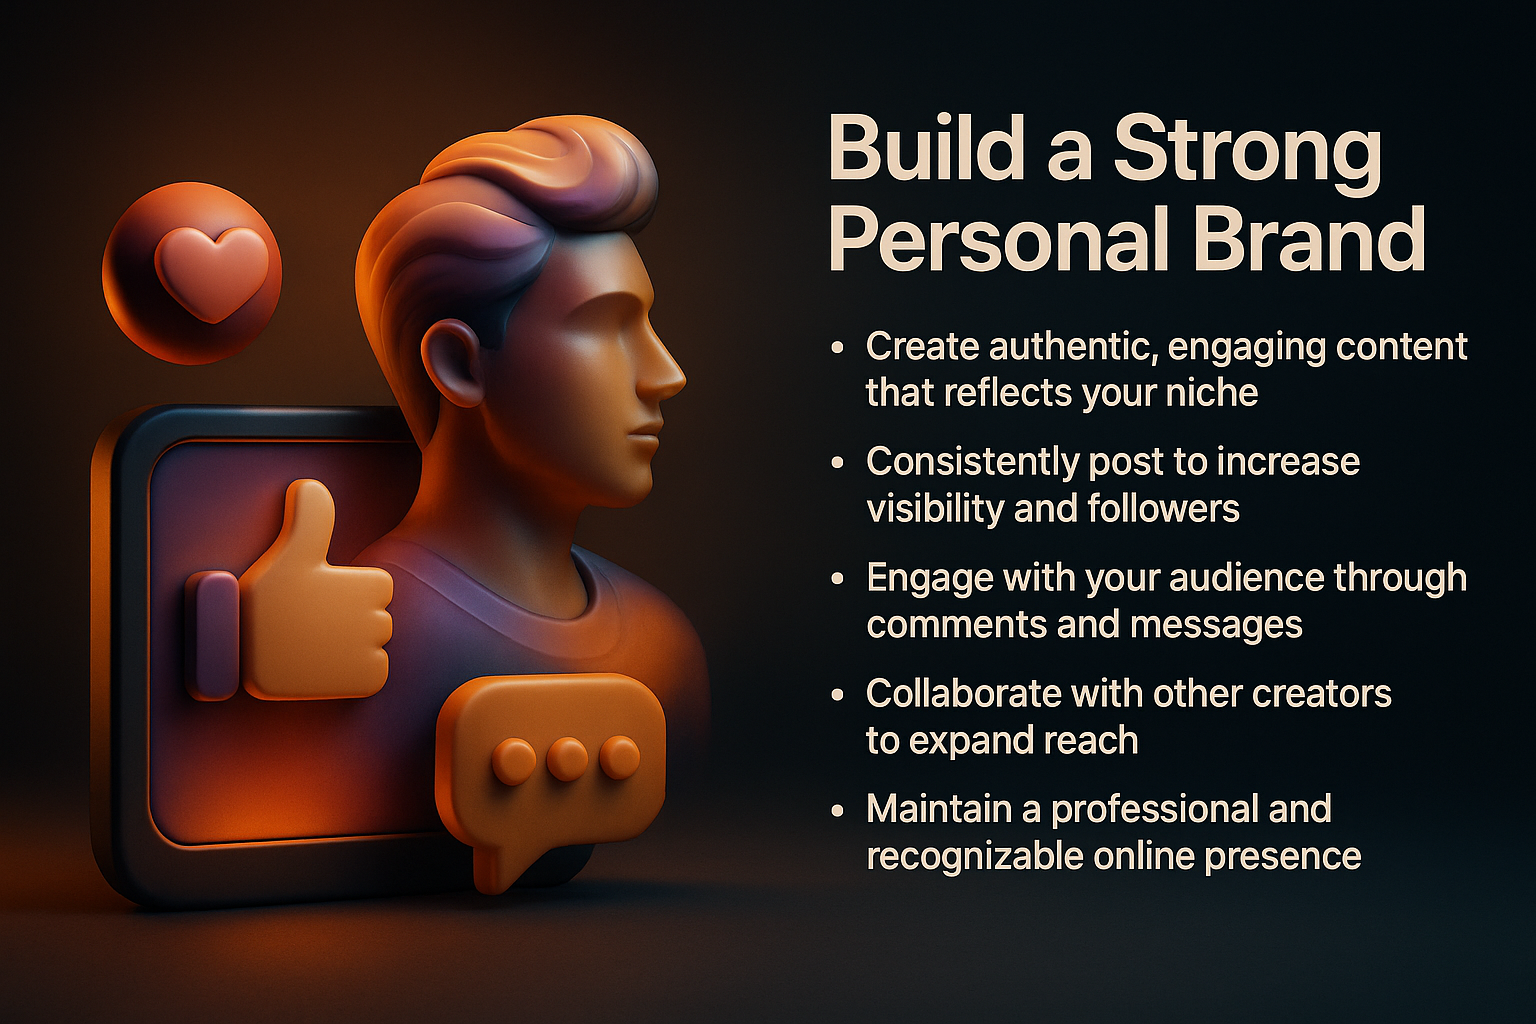 Build a Strong
Personal Brand
• Create authentic, engaging content
that reflects your niche
• Consistently post to increase
visibility and followers
• Engage with your audience through
comments and messages
• Collaborate with other creators
to expand reach
• Maintain a professional and
recognizable online presence